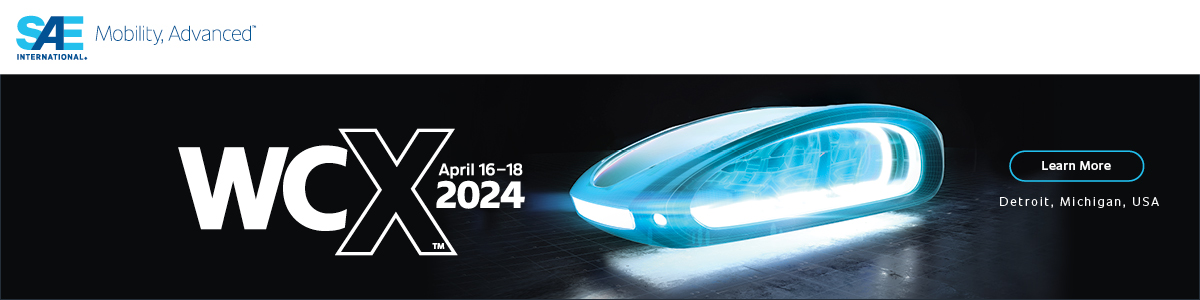 SAE
INTERNATIONAL®
Mobility, Advanced™
WCX™
April 16–18
2024
Learn More
Detroit, Michigan, USA